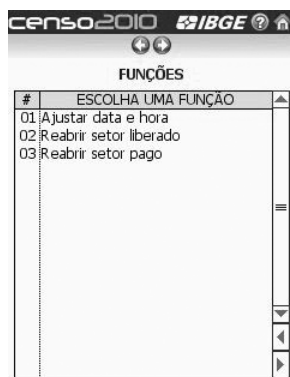 censo2010 IBGE ?
FUNÇÕES
# ESCOLHA UMA FUNÇÃO
01 Ajustar data e hora
02 Reabrir setor liberado
03 Reabrir setor pago